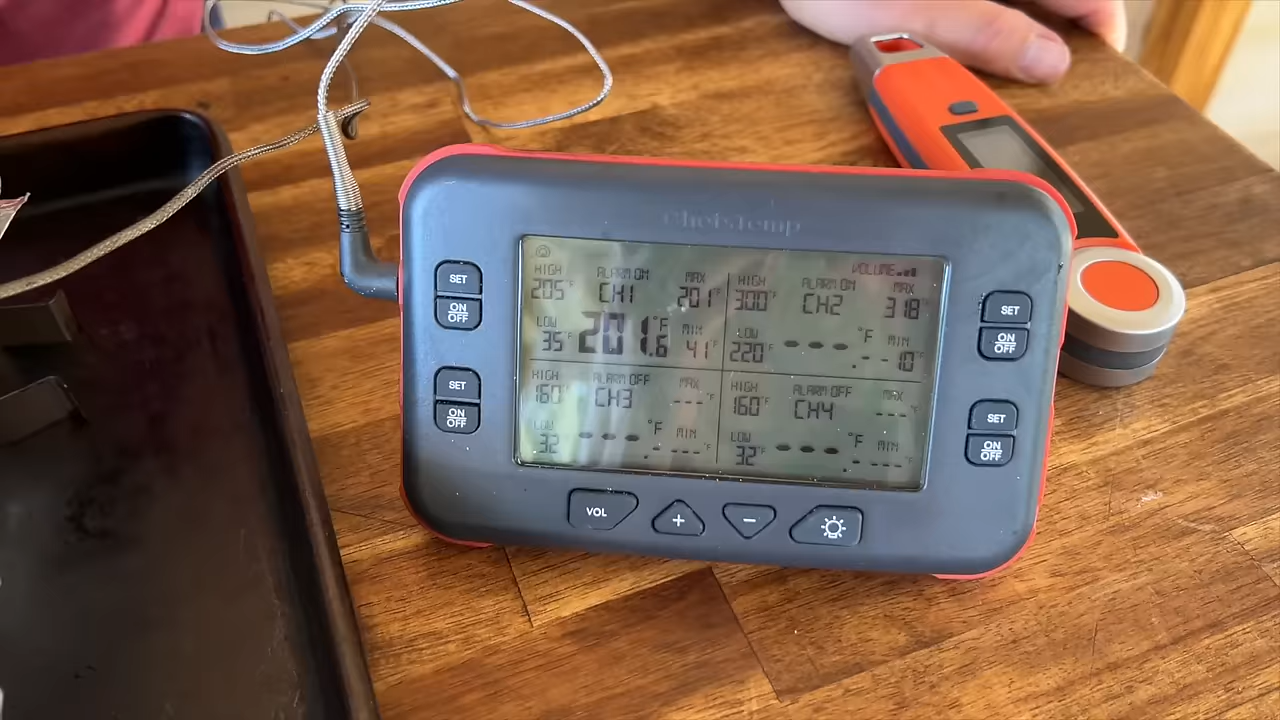 ChefsTemp
VOLUME
HIGH ALARM ON MAX
205°F CH1 201°F
LOW MIN
35°F 201.6°F 41°F
HIGH ALARM ON MAX
300°F CH2 318°F
LOW MIN
220°F ---°F --10°F
HIGH ALARM OFF MAX
160°F CH3 ---°F
LOW MIN
32°F ---.-°F ---°F
HIGH ALARM OFF MAX
160°F CH4 ---°F
LOW MIN
32°F ---.-°F ---°F
SET
ON
OFF
SET
ON
OFF
SET
ON
OFF
SET
ON
OFF
VOL + −